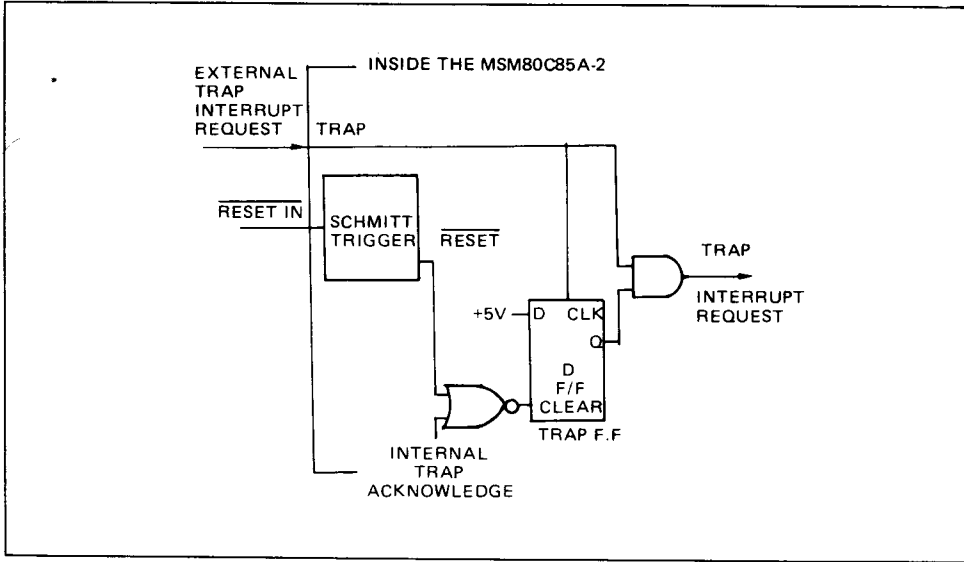 INSIDE THE MSM80C85A-2
EXTERNAL
TRAP
INTERRUPT
REQUEST
TRAP
RESET IN
SCHMITT
TRIGGER
RESET
TRAP
INTERRUPT
REQUEST
+5V
D CLK
Q
D
F/F
CLEAR
TRAP F.F
INTERNAL
TRAP
ACKNOWLEDGE